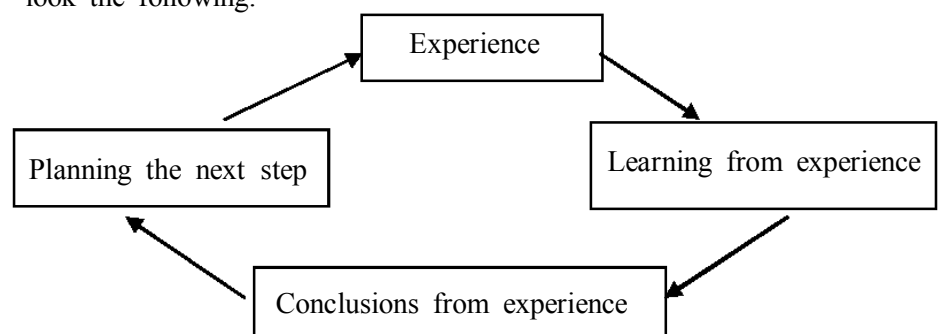 look the following:
Experience
Learning from experience
Conclusions from experience
Planning the next step